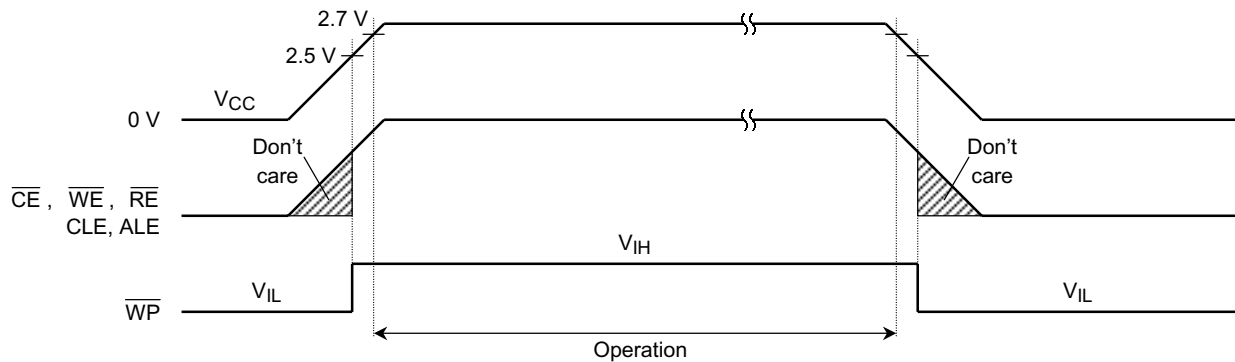 2.7 V
2.5 V
VCC
0 V
Don't
care
Don't
care
CE , WE , RE
CLE, ALE
VIH
VIL
VIL
WP
Operation